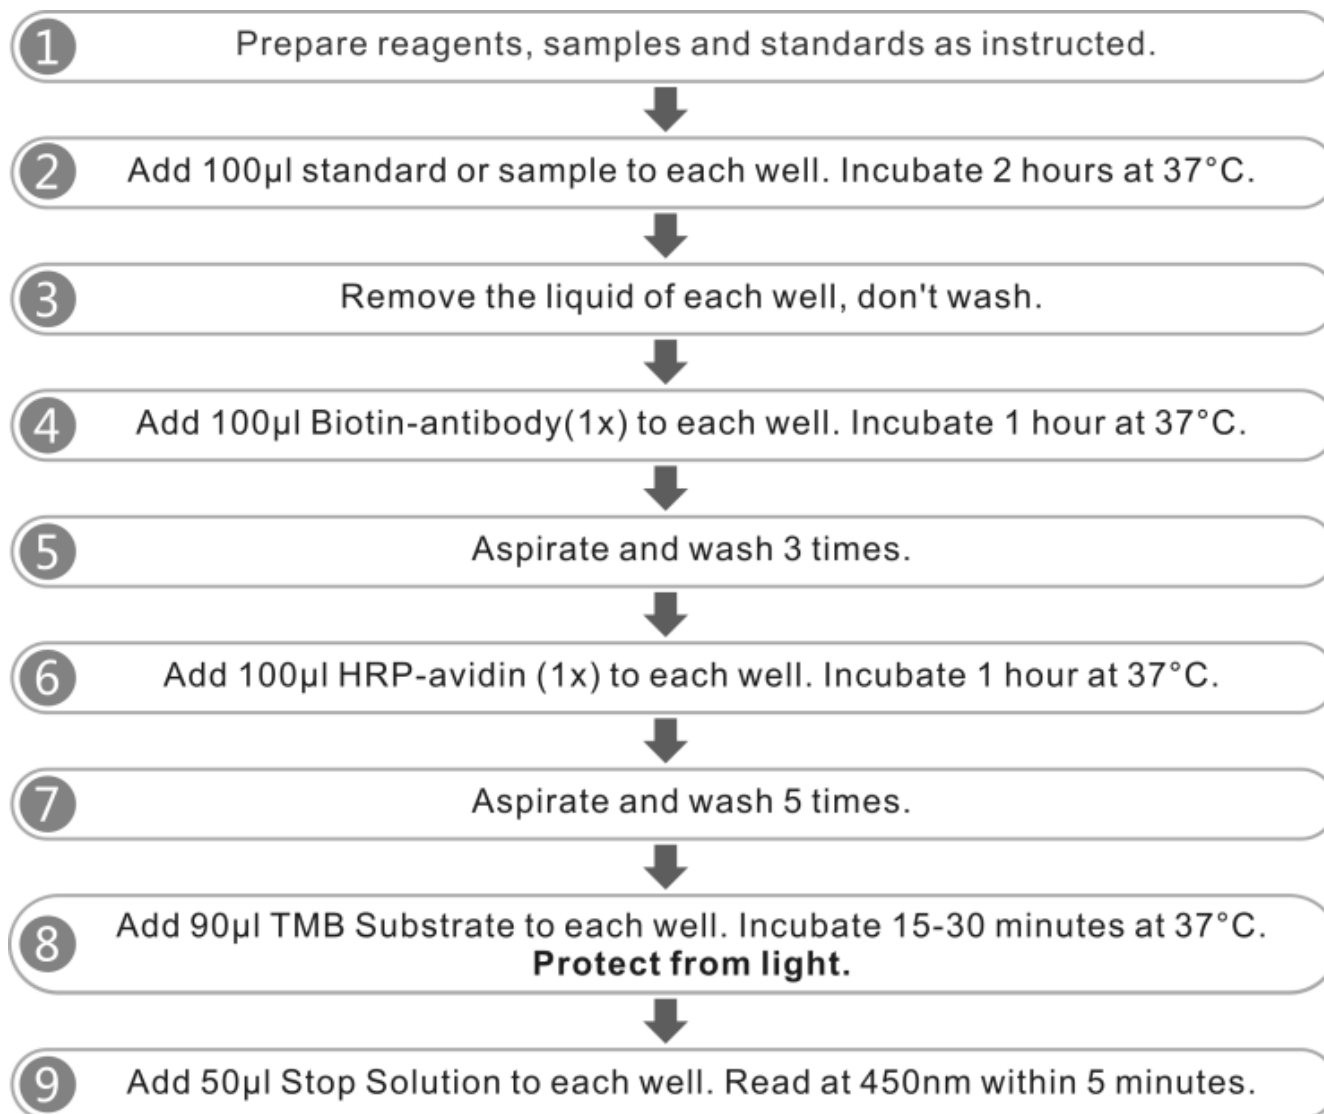 1 Prepare reagents, samples and standards as instructed.
2 Add 100µl standard or sample to each well. Incubate 2 hours at 37°C.
3 Remove the liquid of each well, don't wash.
4 Add 100µl Biotin-antibody(1x) to each well. Incubate 1 hour at 37°C.
5 Aspirate and wash 3 times.
6 Add 100µl HRP-avidin (1x) to each well. Incubate 1 hour at 37°C.
7 Aspirate and wash 5 times.
8 Add 90µl TMB Substrate to each well. Incubate 15-30 minutes at 37°C.
Protect from light.
9 Add 50µl Stop Solution to each well. Read at 450nm within 5 minutes.